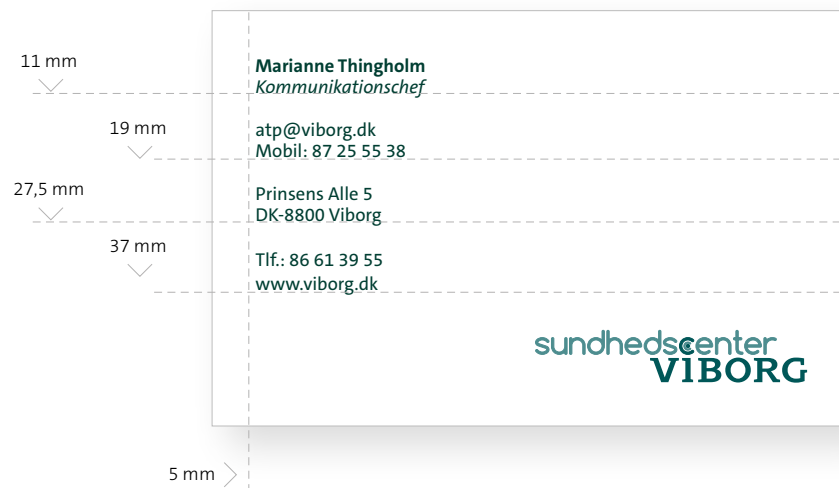 11 mm
Marianne Thingholm
Kommunikationschef
19 mm
atp@viborg.dk
Mobil: 87 25 55 38
27,5 mm
Prinsens Alle 5
DK-8800 Viborg
37 mm
Tlf.: 86 61 39 55
www.viborg.dk
sundhedscenter
VIBORG
5 mm